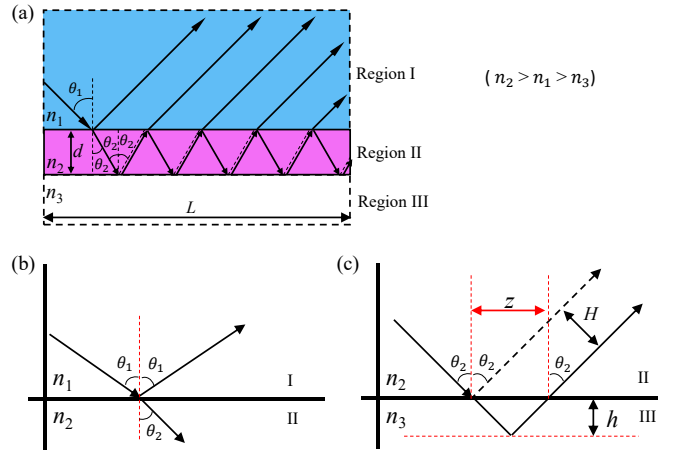 (a)
θ₁
Region I
( n₂ > n₁ > n₃)
n₁
d
θ₂ θ₂
θ₂
n₂
Region II
n₃
Region III
L
(b)
θ₁ θ₁
n₁
I
n₂
II
θ₂
(c)
z
H
θ₂ θ₂
θ₂
n₂
II
n₃
III
h